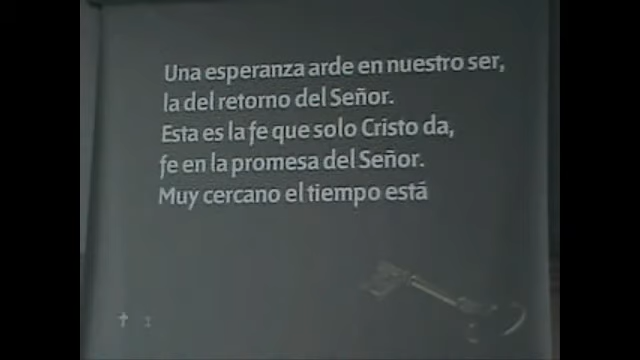 Una esperanza arde en nuestro ser,
la del retorno del Señor.
Esta es la fe que solo Cristo da,
fe en la promesa del Señor.
Muy cercano el tiempo está